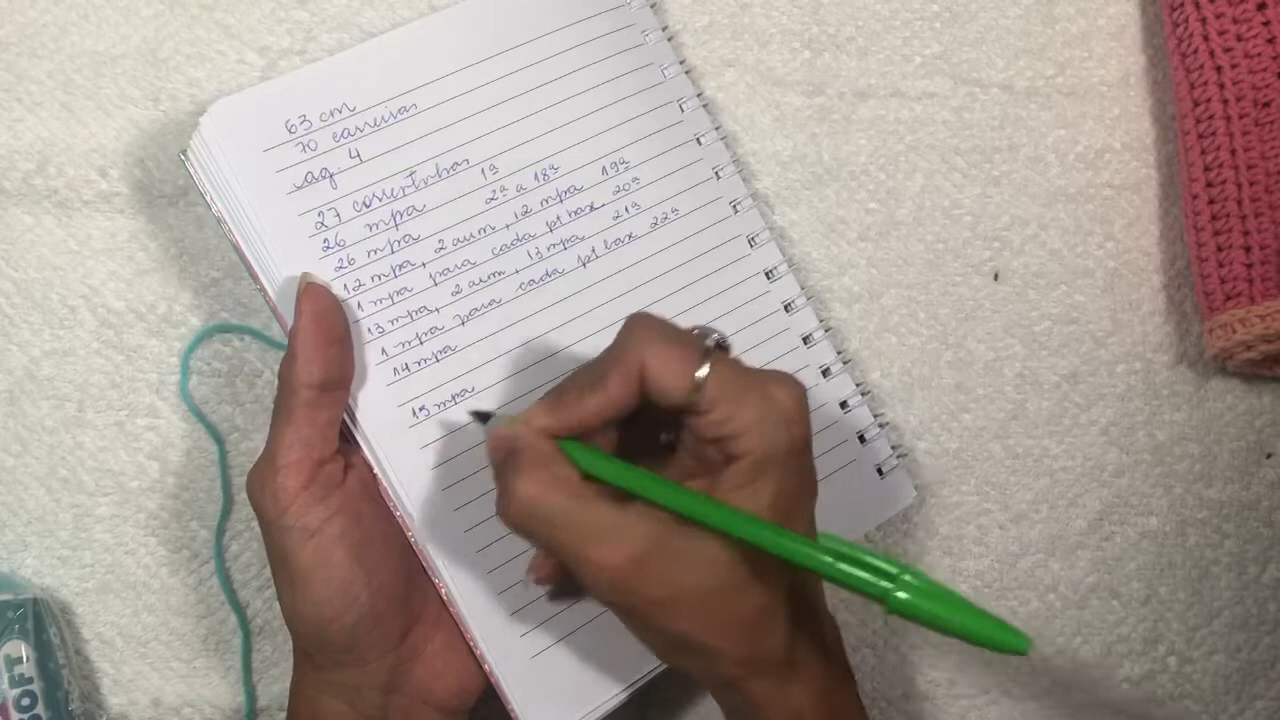 63 cm
70 carreiras
ag. 4
27 correntinhas
26 mpa 1ª
26 mpa 2ª a 18ª
12 mpa, 2 aum, 12 mpa 19ª
1 mpa para cada pt bax. 20ª
13 mpa, 2 aum, 13 mpa 21ª
1 mpa para cada pt bax 22ª
14 mpa
15 mpa
SOFT